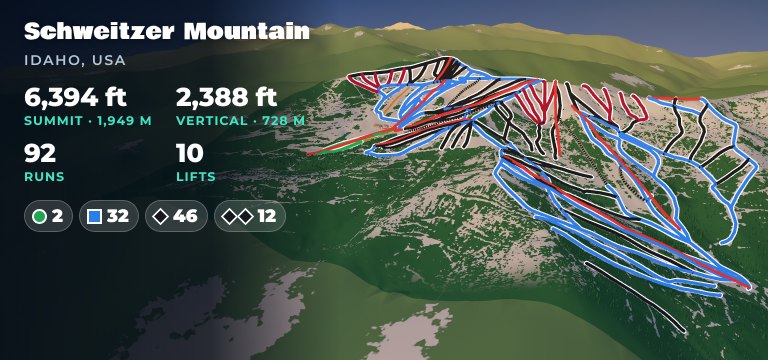 Schweitzer Mountain
IDAHO, USA
6,394 ft 2,388 ft
SUMMIT · 1,949 M VERTICAL · 728 M
92 10
RUNS LIFTS
2 32 46 12